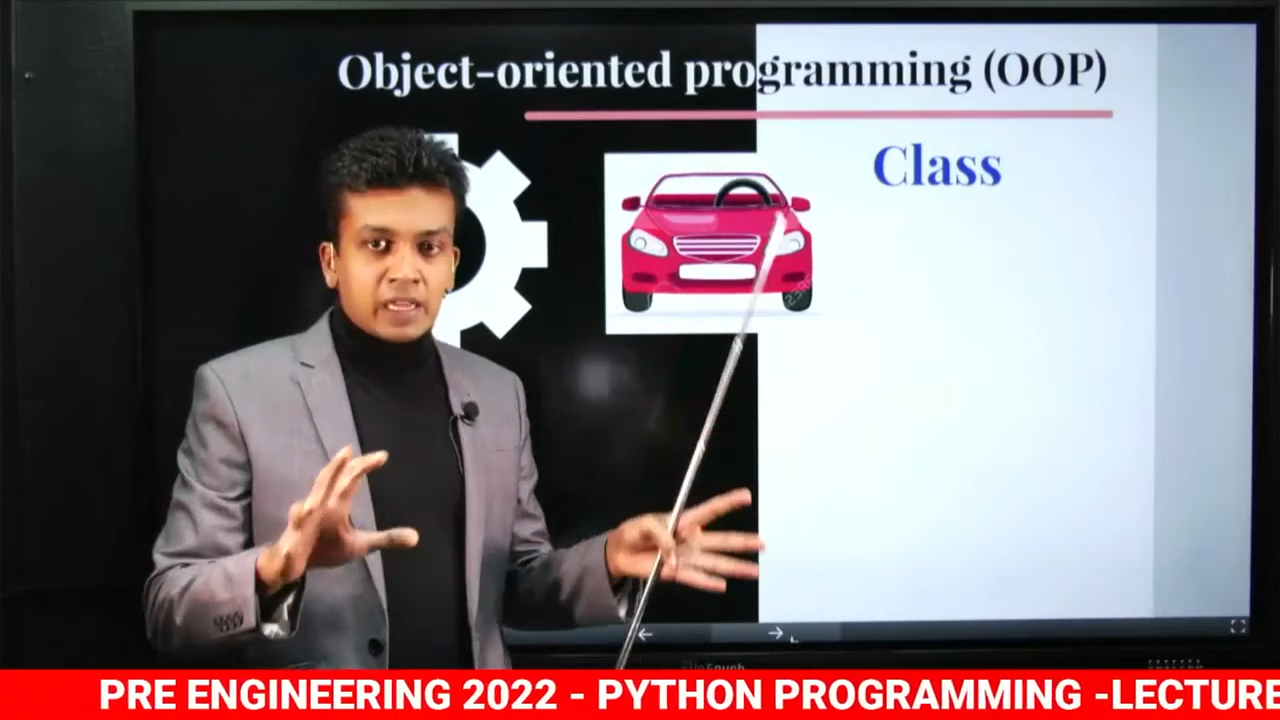 Object-oriented programming (OOP)
Class
PRE ENGINEERING 2022 - PYTHON PROGRAMMING -LECTURE